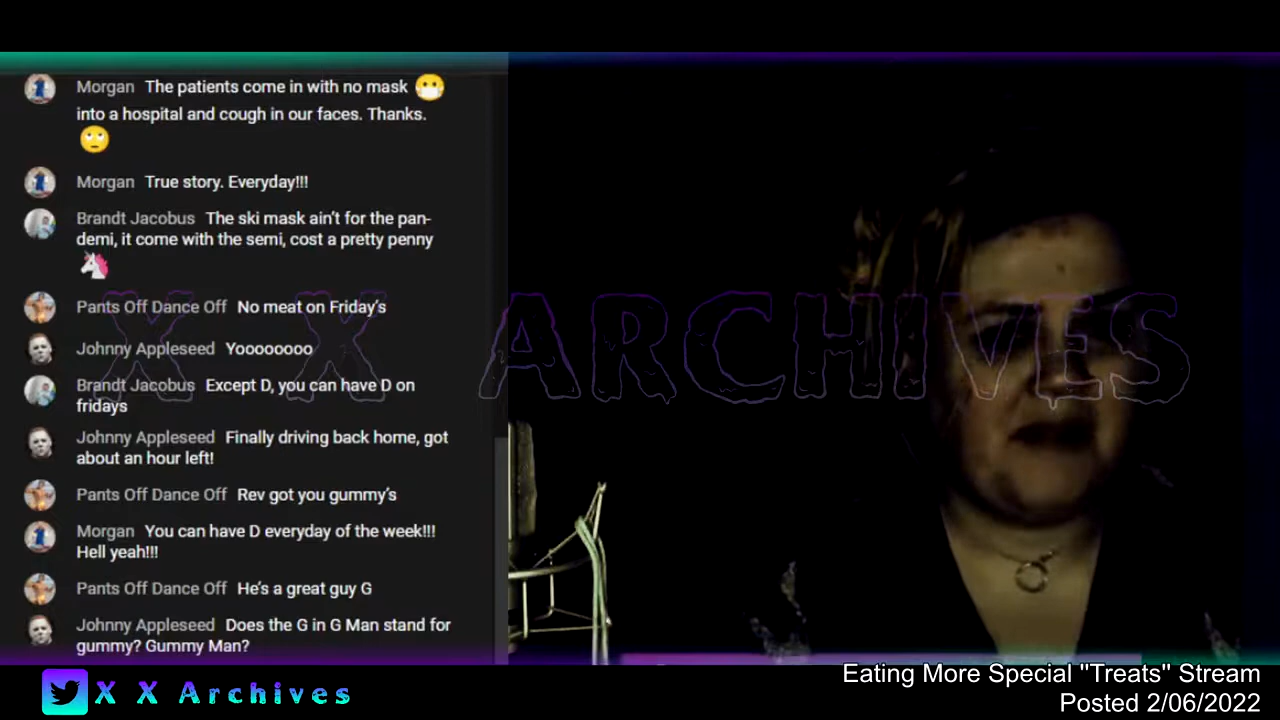 Morgan The patients come in with no mask 😷
into a hospital and cough in our faces. Thanks.
🙄
Morgan True story. Everyday!!!
Brandt Jacobus The ski mask ain't for the pan-
demi, it come with the semi, cost a pretty penny
🦄
Pants Off Dance Off No meat on Friday's
Johnny Appleseed Yoooooooo
Brandt Jacobus Except D, you can have D on
fridays
Johnny Appleseed Finally driving back home, got
about an hour left!
Pants Off Dance Off Rev got you gummy's
Morgan You can have D everyday of the week!!!
Hell yeah!!!
Pants Off Dance Off He's a great guy G
Johnny Appleseed Does the G in G Man stand for
gummy? Gummy Man?
X X ARCHIVES
X X Archives
Eating More Special "Treats" Stream
Posted 2/06/2022